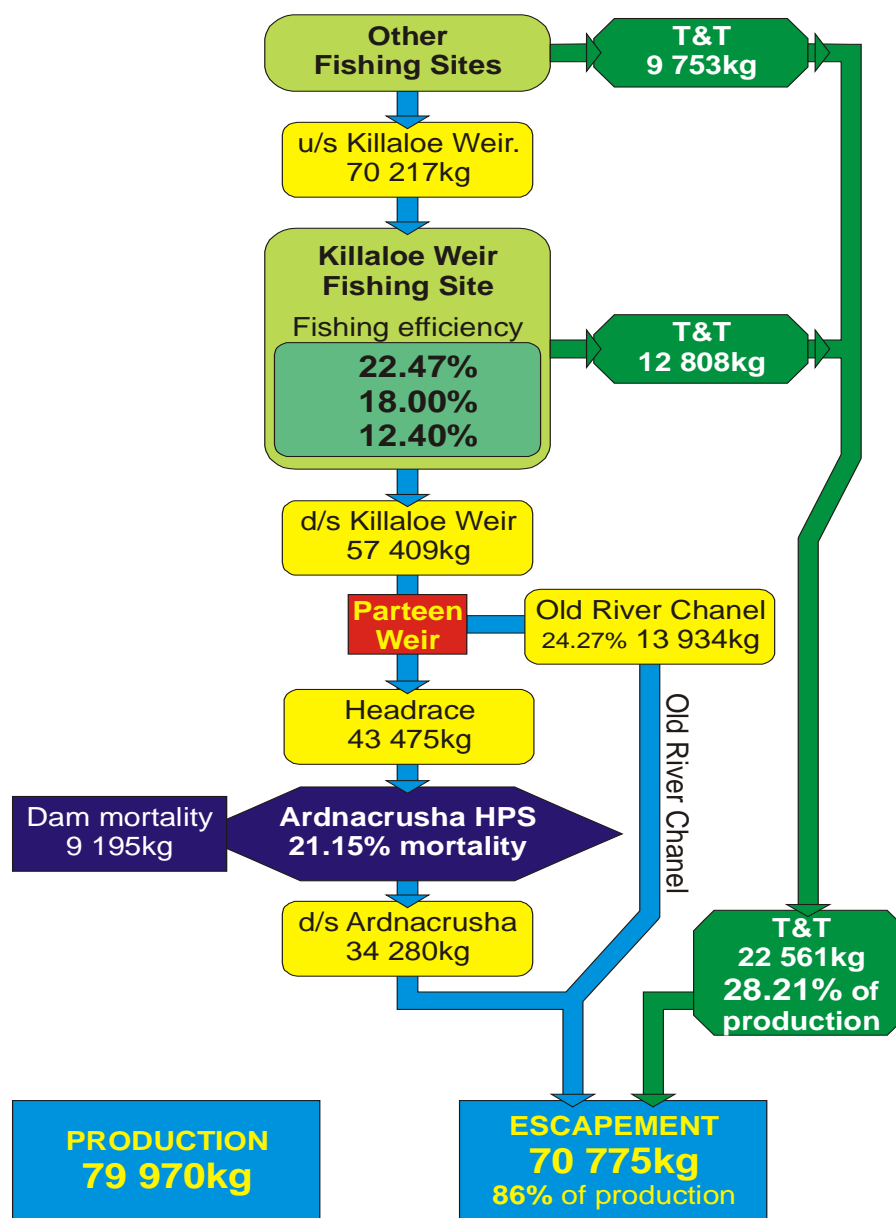 Other
Fishing Sites
T&T
9 753kg
u/s Killaloe Weir.
70 217kg
Killaloe Weir
Fishing Site
Fishing efficiency
22.47%
18.00%
12.40%
T&T
12 808kg
d/s Killaloe Weir
57 409kg
Parteen
Weir
Old River Chanel
24.27% 13 934kg
Headrace
43 475kg
Old River Chanel
Dam mortality
9 195kg
Ardnacrusha HPS
21.15% mortality
d/s Ardnacrusha
34 280kg
T&T
22 561kg
28.21% of
production
PRODUCTION
79 970kg
ESCAPEMENT
70 775kg
86% of production